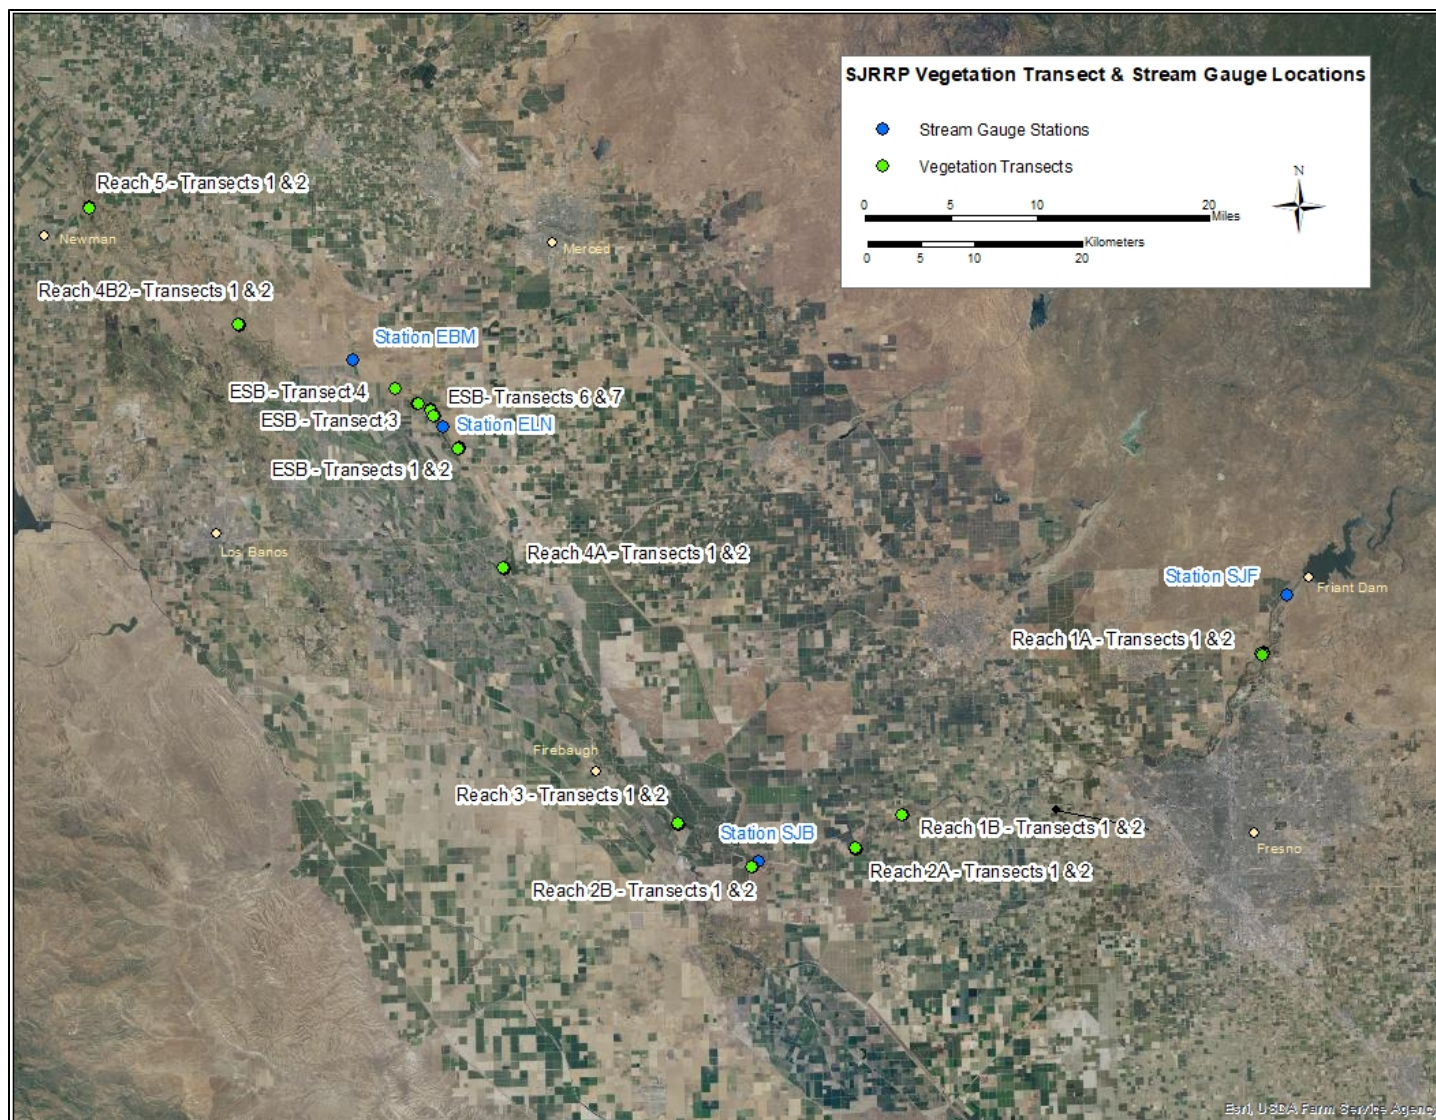 SJRRP Vegetation Transect & Stream Gauge Locations
Stream Gauge Stations
Vegetation Transects
N
0 5 10 20
Miles
Kilometers
0 5 10 20
Reach 5 - Transects 1 & 2
Newman
Merced
Reach 4B2 - Transects 1 & 2
Station EBM
ESB - Transect 4
ESB- Transects 6 & 7
ESB - Transect 3
Station ELN
ESB - Transects 1 & 2
Los Banos
Reach 4A - Transects 1 & 2
Station SJF
Friant Dam
Reach 1A - Transects 1 & 2
Firebaugh
Reach 3 - Transects 1 & 2
Station SJB
Reach 1B - Transects 1 & 2
Fresno
Reach 2A - Transects 1 & 2
Reach 2B - Transects 1 & 2
Esri, USDA Farm Service Agency